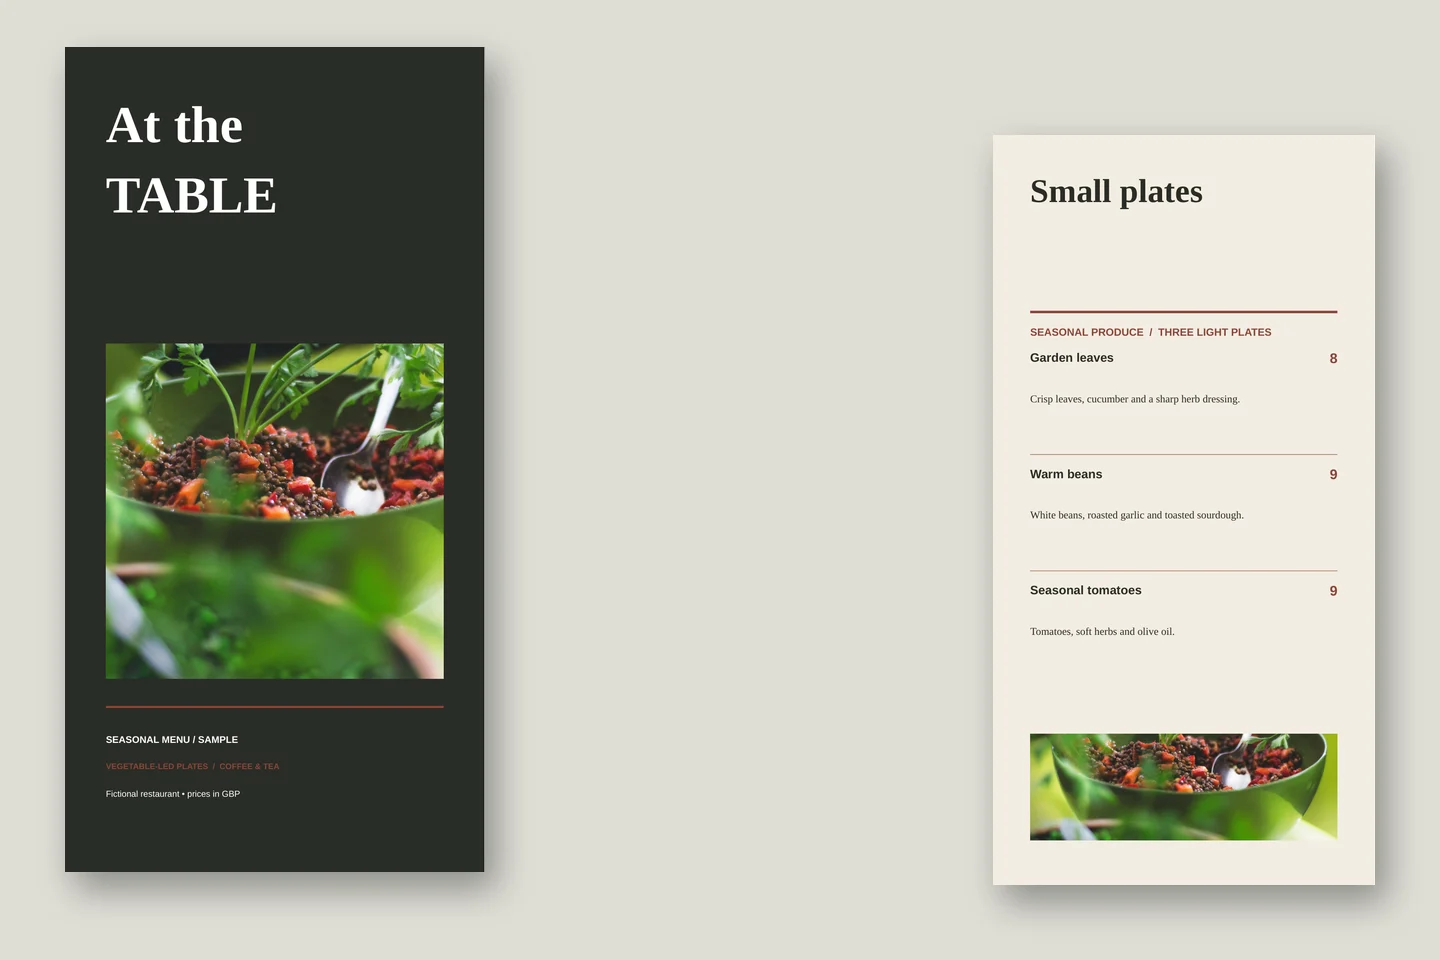 At the
TABLE
SEASONAL MENU / SAMPLE
VEGETABLE-LED PLATES / COFFEE & TEA
Fictional restaurant • prices in GBP
Small plates
SEASONAL PRODUCE / THREE LIGHT PLATES
Garden leaves 8
Crisp leaves, cucumber and a sharp herb dressing.
Warm beans 9
White beans, roasted garlic and toasted sourdough.
Seasonal tomatoes 9
Tomatoes, soft herbs and olive oil.